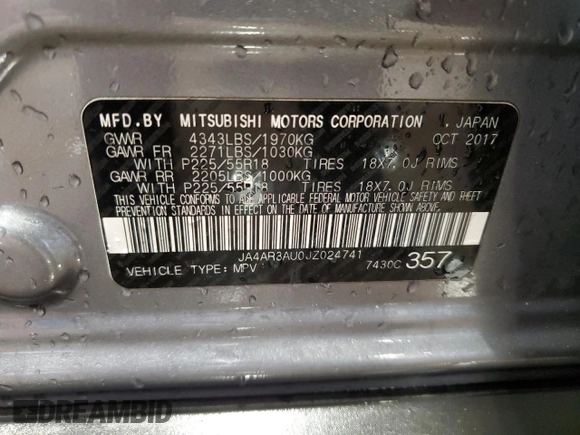 MFD.BY MITSUBISHI MOTORS CORPORATION , JAPAN
GVWR 4343LBS/1970KG OCT 2017
GAWR FR 2271LBS/1030KG
WITH P225/55R18 TIRES 18X7.0J RIMS
GAWR RR 2205LBS/1000KG
WITH P225/55R18 TIRES 18X7.0J RIMS
THIS VEHICLE CONFORMS TO ALL APPLICABLE FEDERAL MOTOR VEHICLE SAFETY, BUMPER AND THEFT
PREVENTION STANDARDS IN EFFECT ON THE DATE OF MANUFACTURE SHOWN ABOVE.
JA4AR3AU0JZ024741
VEHICLE TYPE: MPV 7430C 357
DREAMBID